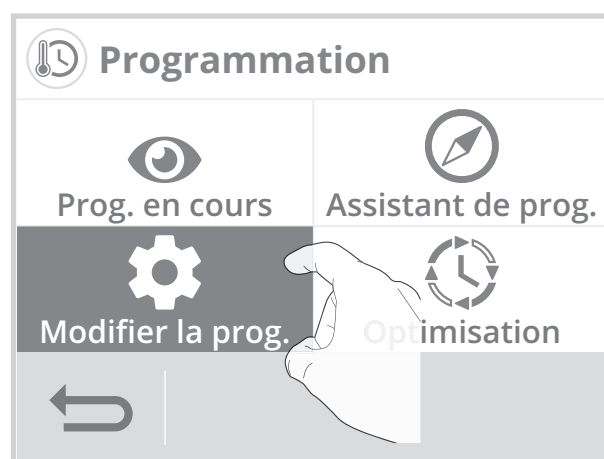 Programmation
Prog. en cours
Assistant de prog.
Modifier la prog.
Optimisation